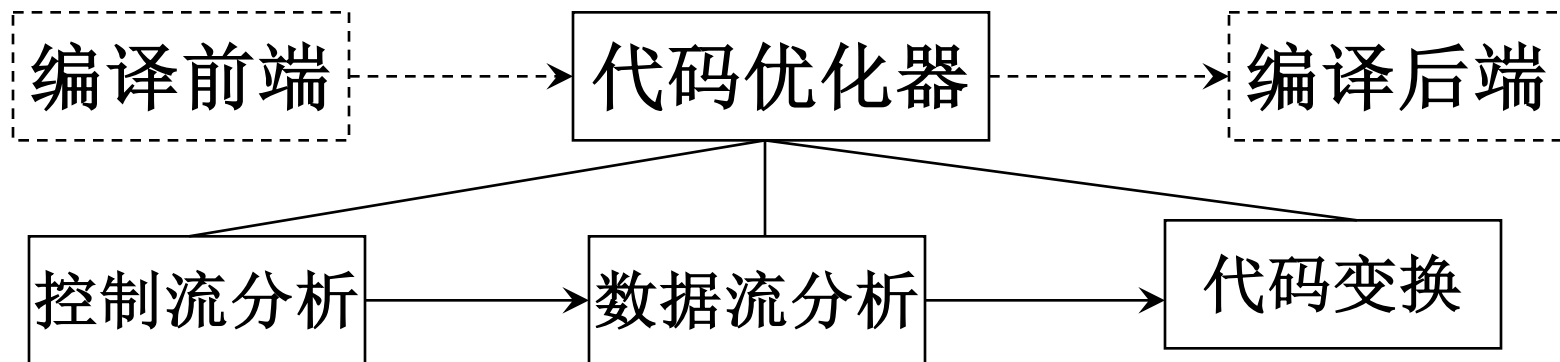 编译前端
代码优化器
编译后端
控制流分析
数据流分析
代码变换